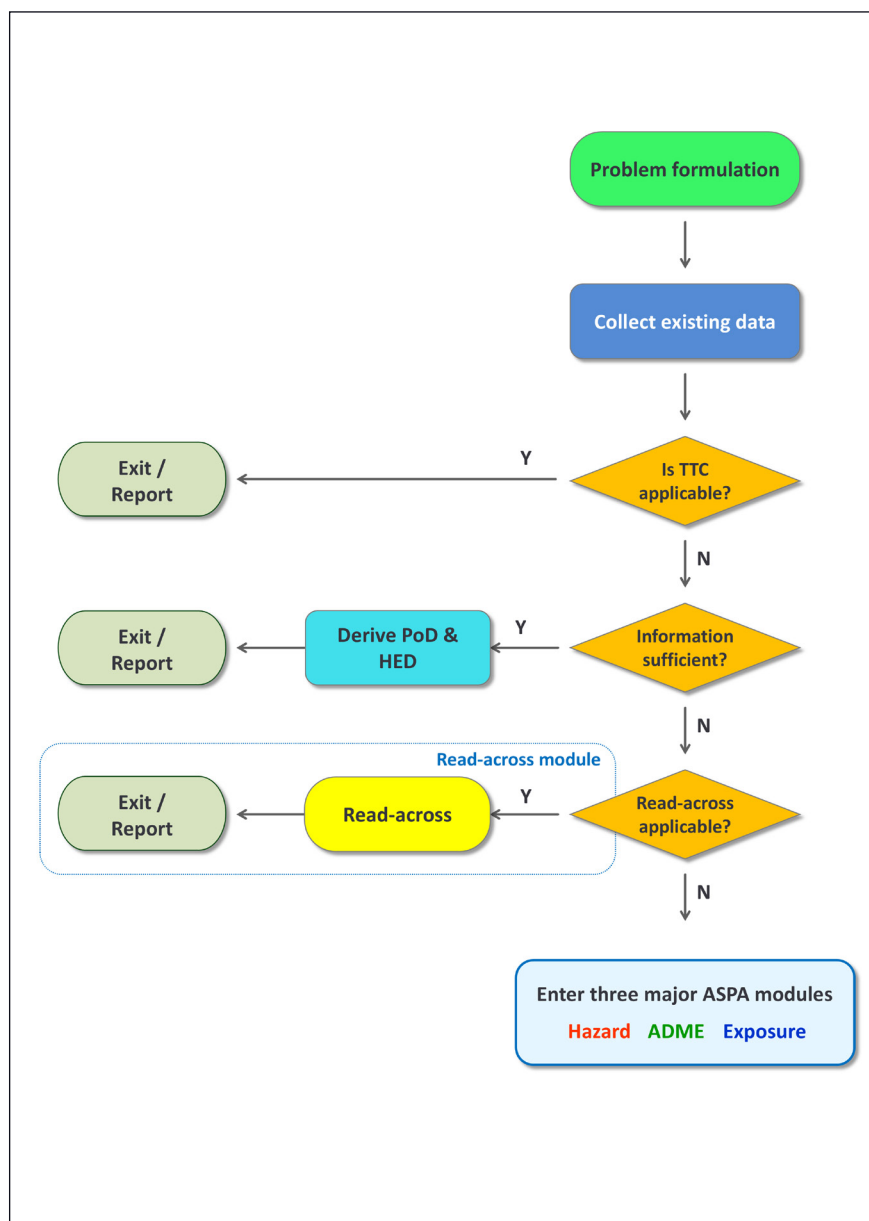 Problem formulation
Collect existing data
Is TTC
applicable?
Y
Exit /
Report
N
Information
sufficient?
Y
Derive PoD &
HED
Exit /
Report
N
Read-across module
Read-across
applicable?
Y
Read-across
Exit /
Report
N
Enter three major ASPA modules
Hazard ADME Exposure